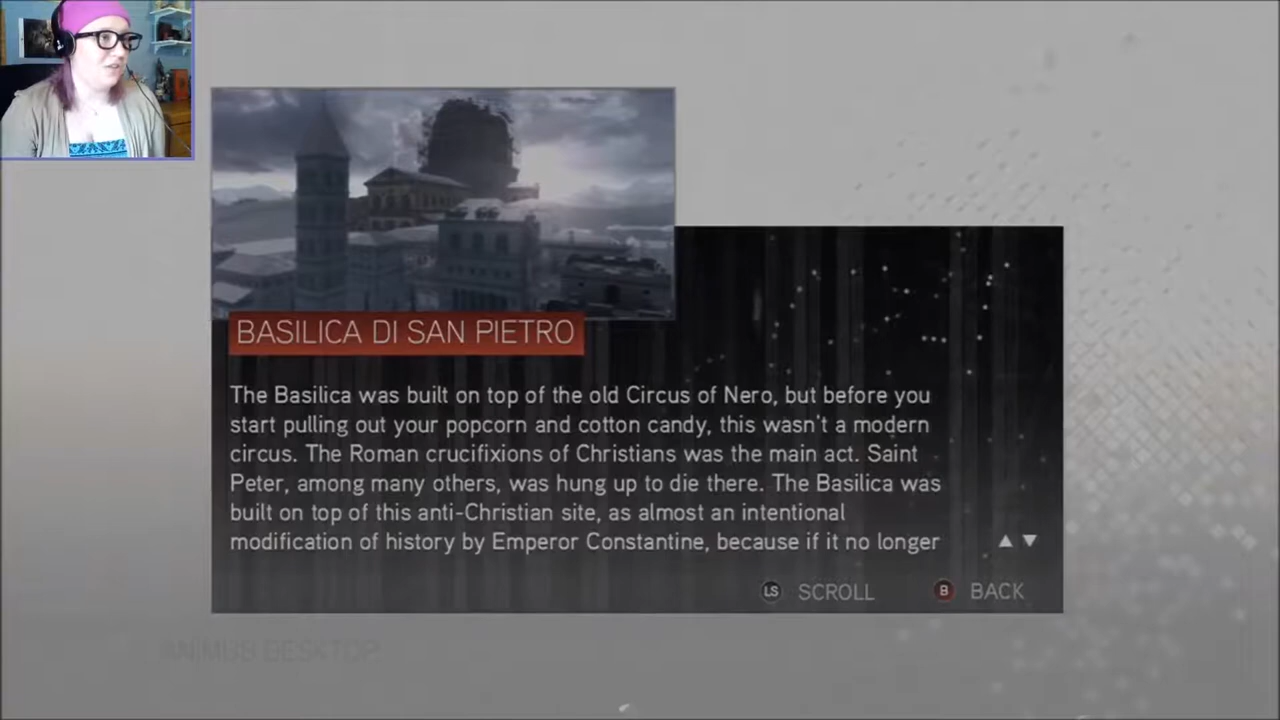 BASILICA DI SAN PIETRO
The Basilica was built on top of the old Circus of Nero, but before you
start pulling out your popcorn and cotton candy, this wasn't a modern
circus. The Roman crucifixions of Christians was the main act. Saint
Peter, among many others, was hung up to die there. The Basilica was
built on top of this anti-Christian site, as almost an intentional
modification of history by Emperor Constantine, because if it no longer
LS SCROLL B BACK
ANIMUS DESKTOP